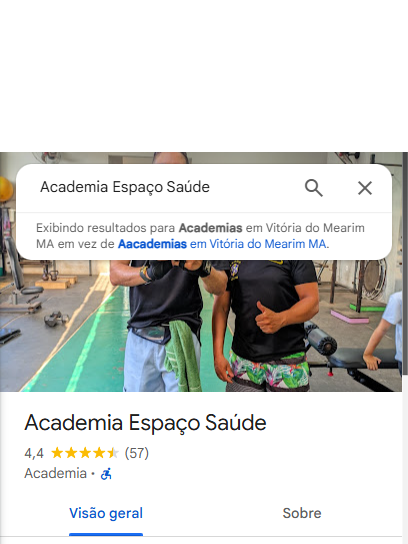 Academia Espaço Saúde
Exibindo resultados para Academias em Vitória do Mearim
MA em vez de Aacademias em Vitória do Mearim MA.
Academia Espaço Saúde
4,4 (57)
Academia ·
Visão geral Sobre